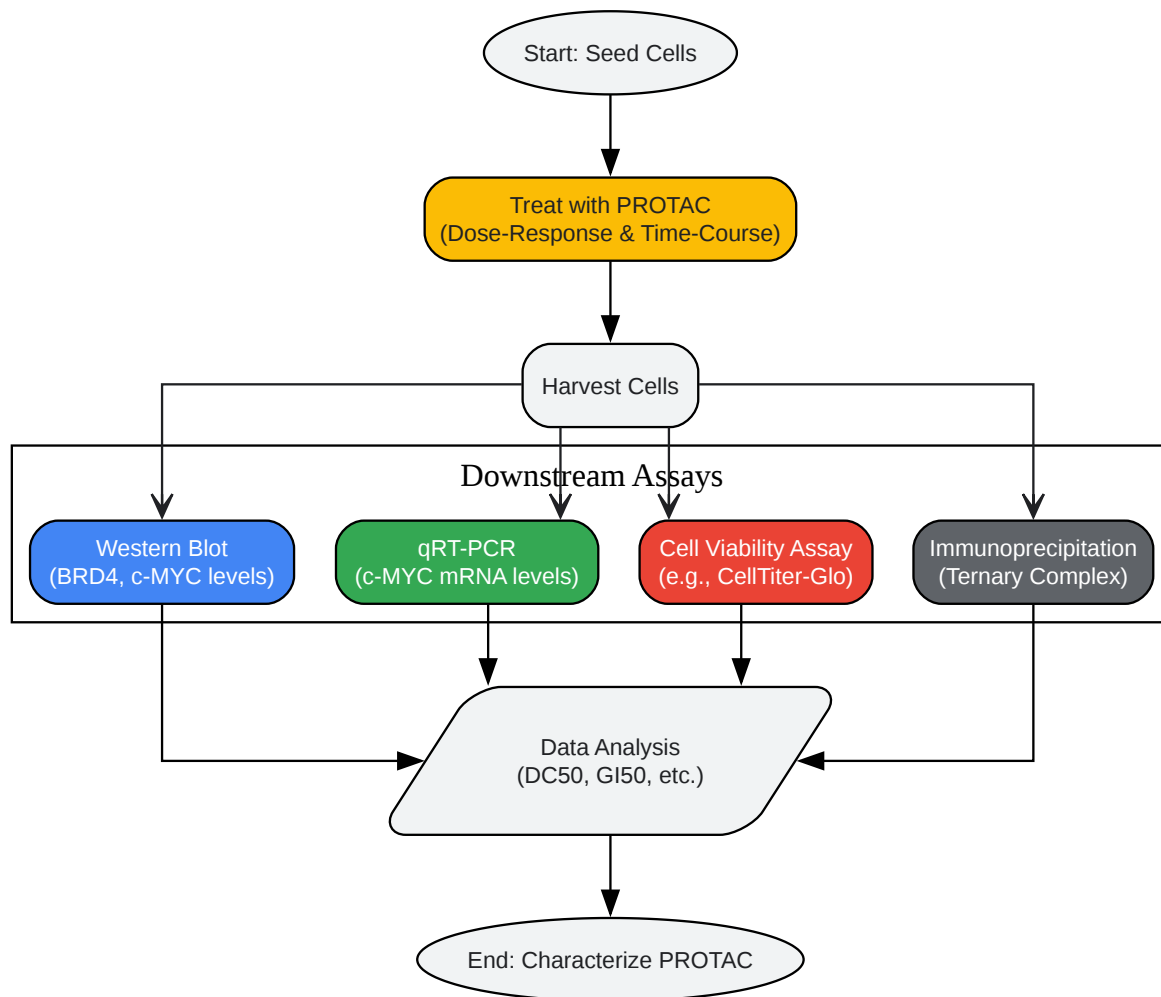 Start: Seed Cells
Treat with PROTAC
(Dose-Response & Time-Course)
Harvest Cells
Downstream Assays
Western Blot
(BRD4, c-MYC levels)
qRT-PCR
(c-MYC mRNA levels)
Cell Viability Assay
(e.g., CellTiter-Glo)
Immunoprecipitation
(Ternary Complex)
Data Analysis
(DC50, GI50, etc.)
End: Characterize PROTAC